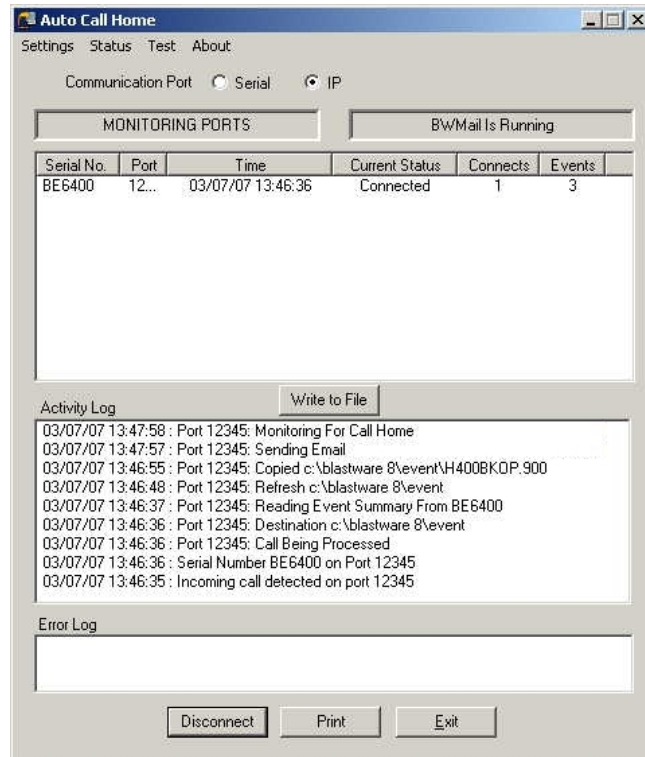 Auto Call Home
Settings Status Test About
Communication Port Serial IP
MONITORING PORTS BWMail Is Running
Serial No. Port Time Current Status Connects Events
BE6400 12... 03/07/07 13:46:36 Connected 1 3
Write to File
Activity Log
03/07/07 13:47:58 : Port 12345: Monitoring For Call Home
03/07/07 13:47:57 : Port 12345: Sending Email
03/07/07 13:46:55 : Port 12345: Copied c:\blastware 8\event\H400BKOP.900
03/07/07 13:46:48 : Port 12345: Refresh c:\blastware 8\event
03/07/07 13:46:37 : Port 12345: Reading Event Summary From BE6400
03/07/07 13:46:36 : Port 12345: Destination c:\blastware 8\event
03/07/07 13:46:36 : Port 12345: Call Being Processed
03/07/07 13:46:36 : Serial Number BE6400 on Port 12345
03/07/07 13:46:35 : Incoming call detected on port 12345
Error Log
Disconnect Print Exit